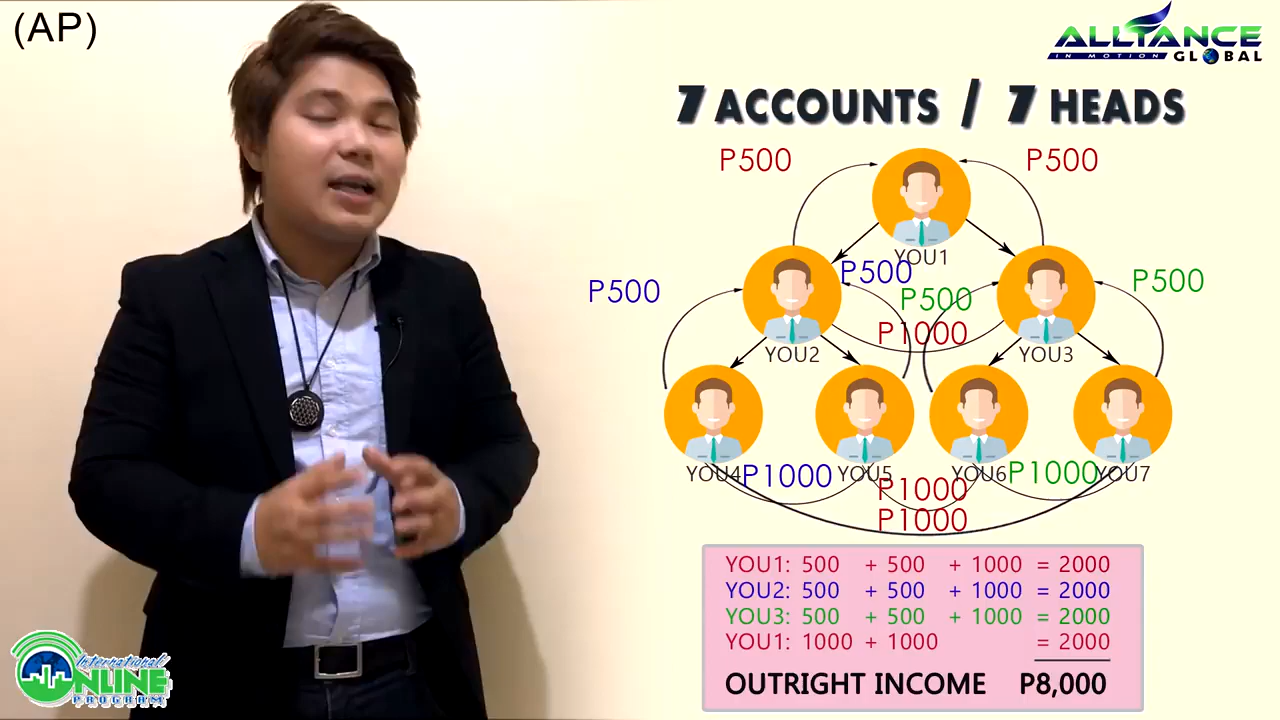 (AP)
ALLIANCE
IN MOTION GLOBAL
7 ACCOUNTS / 7 HEADS
P500
P500
YOU1
P500
P500
P500
P500
P1000
YOU2
YOU3
YOU4
P1000
YOU5
YOU6
P1000
YOU7
P1000
P1000
YOU1: 500 + 500 + 1000 = 2000
YOU2: 500 + 500 + 1000 = 2000
YOU3: 500 + 500 + 1000 = 2000
YOU1: 1000 + 1000 = 2000
OUTRIGHT INCOME P8,000
International
ONLINE
PROGRAM